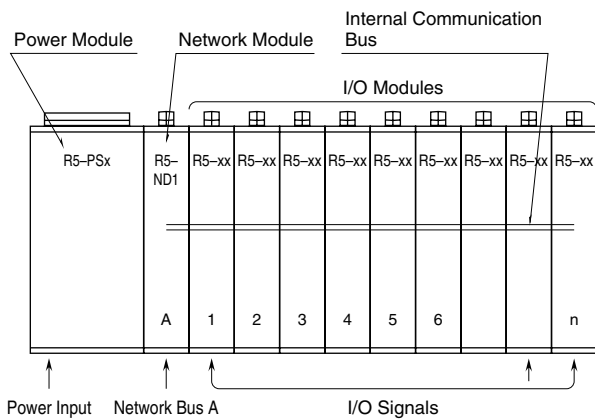 Internal Communication
Bus
Power Module
Network Module
I/O Modules
R5–PSx
R5–
ND1
R5–xx
R5–xx
R5–xx
R5–xx
R5–xx
R5–xx
R5–xx
R5–xx
R5–xx
A
1
2
3
4
5
6
n
Power Input
Network Bus A
I/O Signals